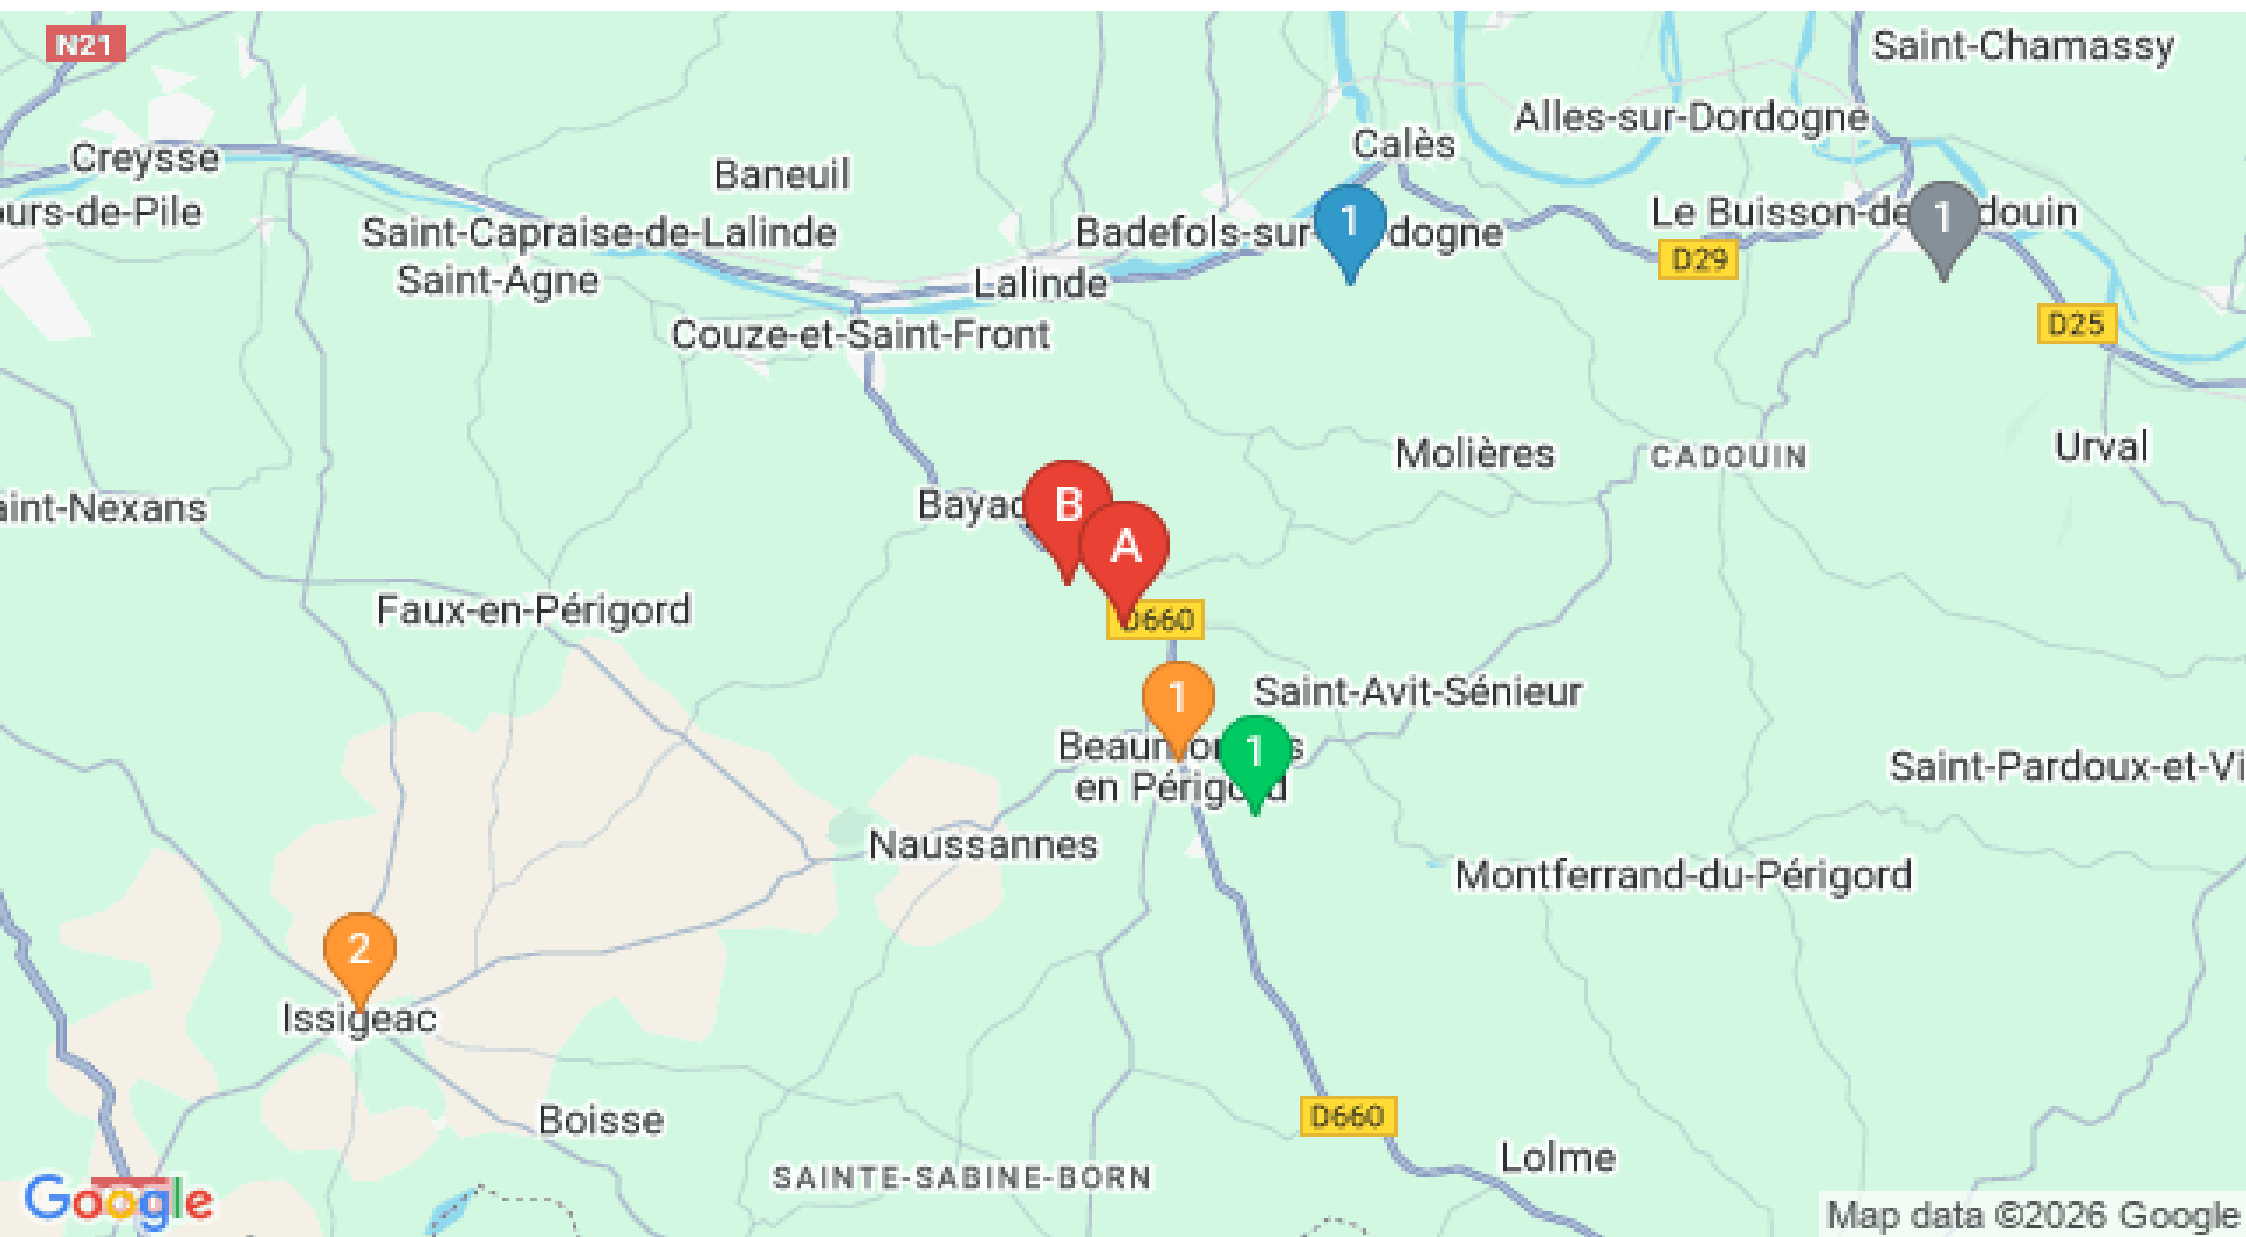 N21
Saint-Chamassy
Alles-sur-Dordogne
Calès
Creysse
Baneuil
urs-de-Pile
Saint-Capraise-de-Lalinde
Badefols-sur-
dogne
1
Le Buisson-de
douin
1
D29
Saint-Agne
Lalinde
D25
Couze-et-Saint-Front
Molières
CADOUIN
Urval
aint-Nexans
Bayac
B
A
Faux-en-Périgord
D660
Saint-Avit-Sénieur
1
1
en Périgord
Saint-Pardoux-et-Vi
Naussannes
Montferrand-du-Périgord
2
Issigeac
Boisse
D660
Lolme
SAINTE-SABINE-BORN
Google
Map data ©2026 Google